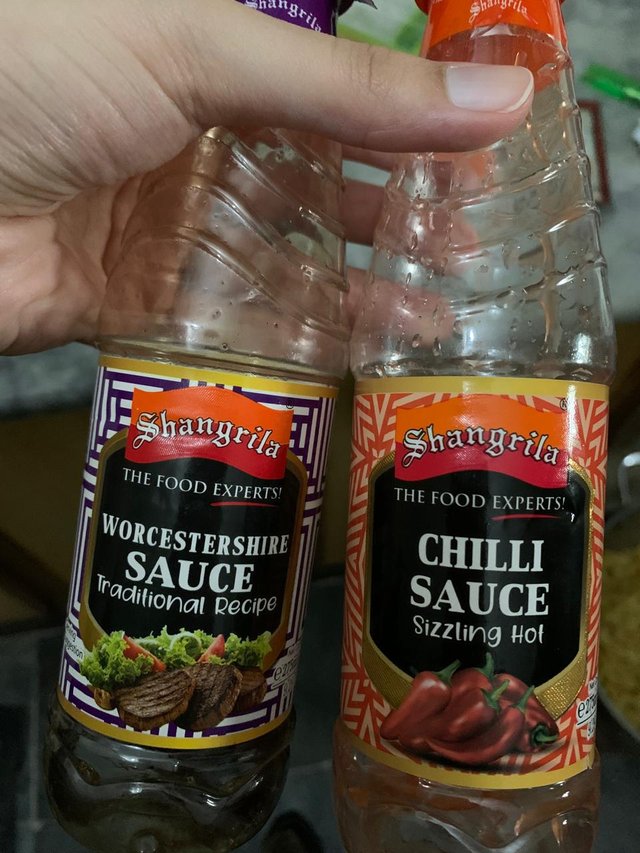 Shangrila
Shangrila
Shangrila
THE FOOD EXPERTS!
WORCESTERSHIRE
SAUCE
Traditional Recipe
Shangrila
THE FOOD EXPERTS!
CHILLI
SAUCE
Sizzling Hot